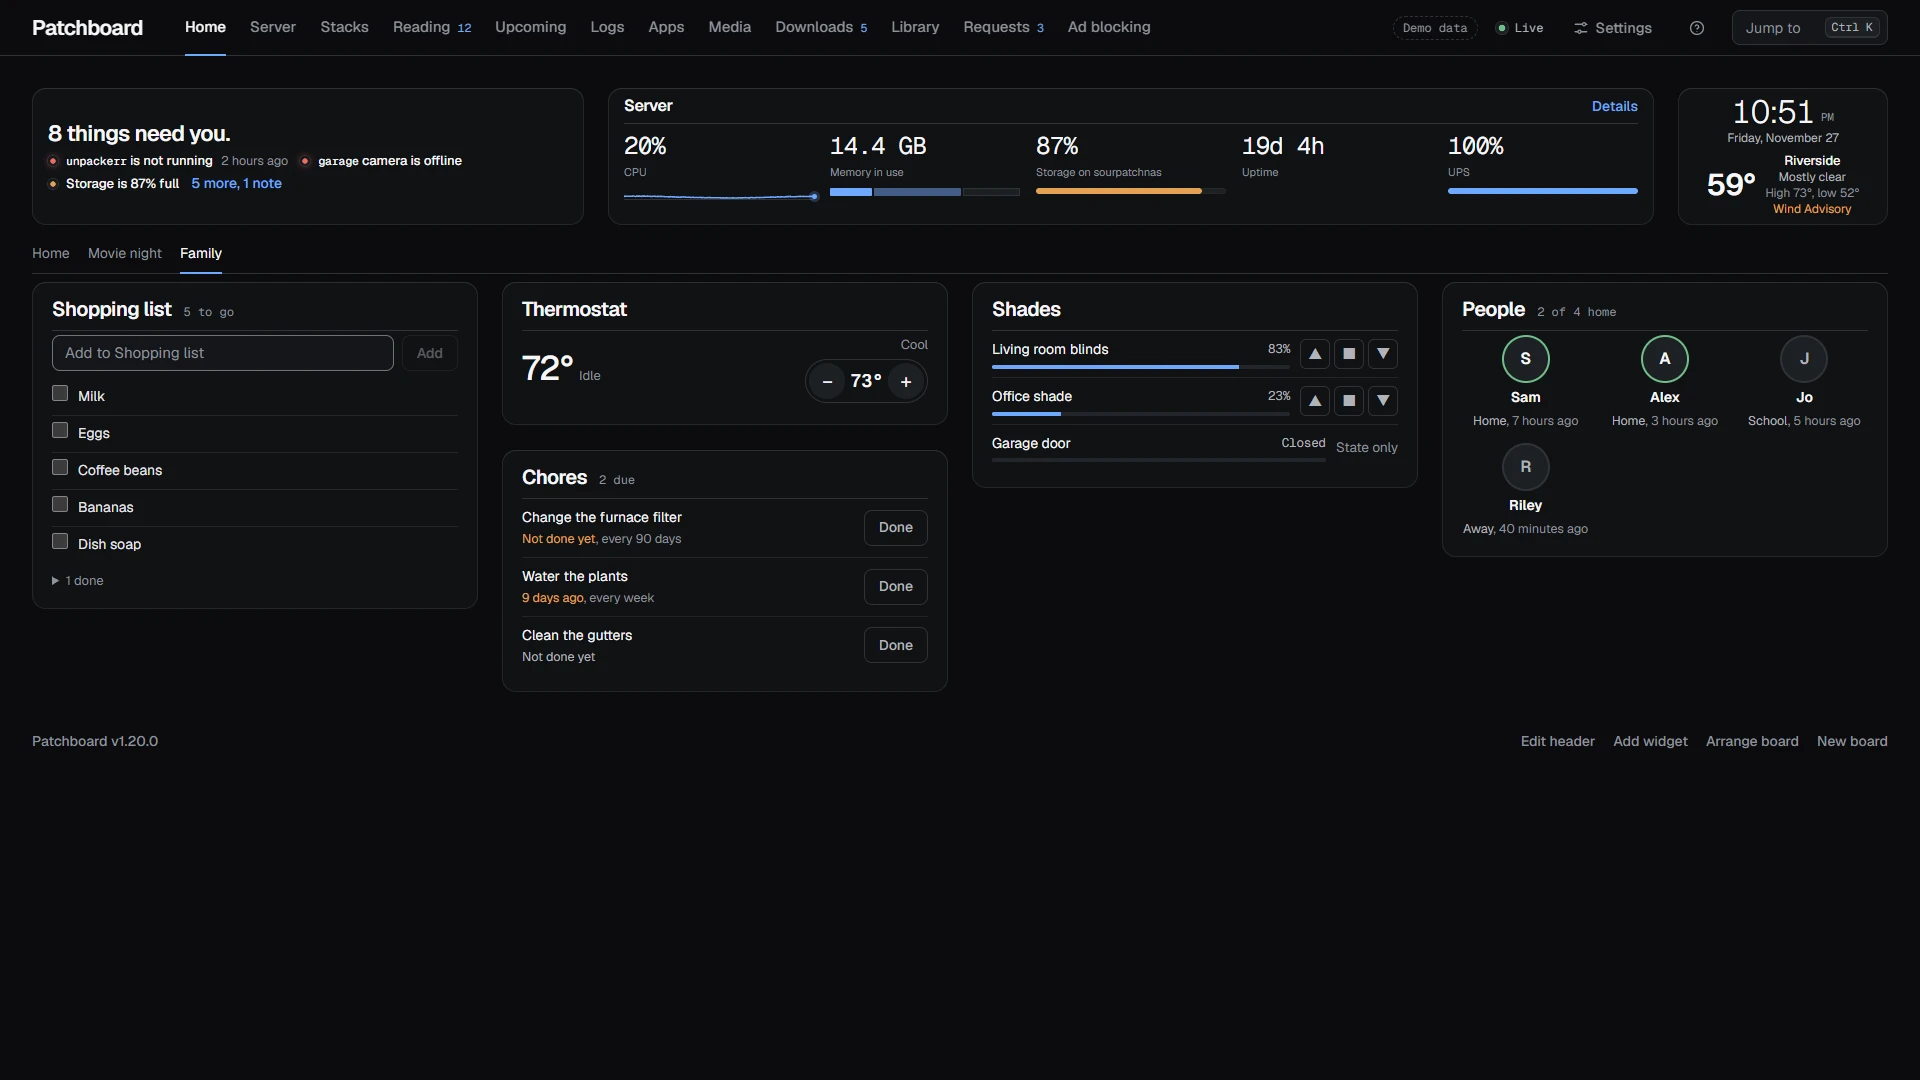 Patchboard
Home Server Stacks Reading 12 Upcoming Logs Apps Media Downloads 5 Library Requests 3 Ad blocking
Demo data Live Settings Jump to Ctrl K
8 things need you.
unpackerr is not running 2 hours ago garage camera is offline
Storage is 87% full 5 more, 1 note
Server Details
20% 14.4 GB 87% 19d 4h 100%
CPU Memory in use Storage on sourpatchnas Uptime UPS
10:51 PM
Friday, November 27
Riverside
59° Mostly clear
High 73°, low 52°
Wind Advisory
Home Movie night Family
Shopping list 5 to go
Add to Shopping list Add
Milk
Eggs
Coffee beans
Bananas
Dish soap
1 done
Thermostat
Cool
72° Idle
− 73° +
Chores 2 due
Change the furnace filter
Not done yet, every 90 days
Done
Water the plants
9 days ago, every week
Done
Clean the gutters
Not done yet
Done
Shades
Living room blinds 83%
Office shade 23%
Garage door Closed State only
People 2 of 4 home
S A J
Sam Alex Jo
Home, 7 hours ago Home, 3 hours ago School, 5 hours ago
R
Riley
Away, 40 minutes ago
Patchboard v1.20.0
Edit header Add widget Arrange board New board